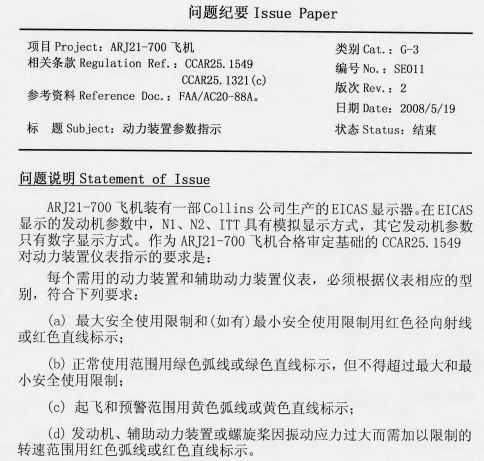 问题纪要 Issue Paper
项目 Project: ARJ21-700 飞机
类别 Cat.: G-3
相关条款 Regulation Ref.: CCAR25.1549
编号 No.: SE011
CCAR25.1321(c)
版次 Rev.: 2
参考资料 Reference Doc.: FAA/AC20-88A。
日期 Date: 2008/5/19
标 题 Subject: 动力装置参数指示
状态 Status: 结束
问题说明 Statement of Issue
ARJ21-700 飞机装有一部 Collins 公司生产的 EICAS 显示器。在 EICAS
显示的发动机参数中，N1、N2、ITT 具有模拟显示方式，其它发动机参数
只有数字显示方式。作为 ARJ21-700 飞机合格审定基础的 CCAR25.1549
对动力装置仪表指示的要求是：
每个需用的动力装置和辅助动力装置仪表，必须根据仪表相应的型
别，符合下列要求：
(a) 最大安全使用限制和(如有)最小安全使用限制用红色径向射线
或红色直线标示；
(b) 正常使用范围用绿色弧线或绿色直线标示，但不得超过最大和最
小安全使用限制；
(c) 起飞和预警范围用黄色弧线或黄色直线标示；
(d) 发动机、辅助动力装置或螺旋桨因振动应力过大而需加以限制的
转速范围用红色弧线或红色直线标示。